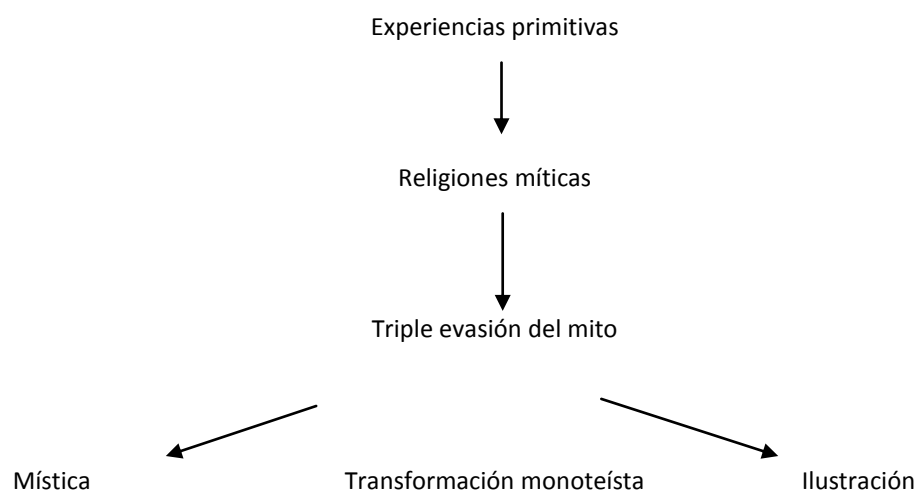 Experiencias primitivas
Religiones míticas
Triple evasión del mito
Mística Transformación monoteísta Ilustración